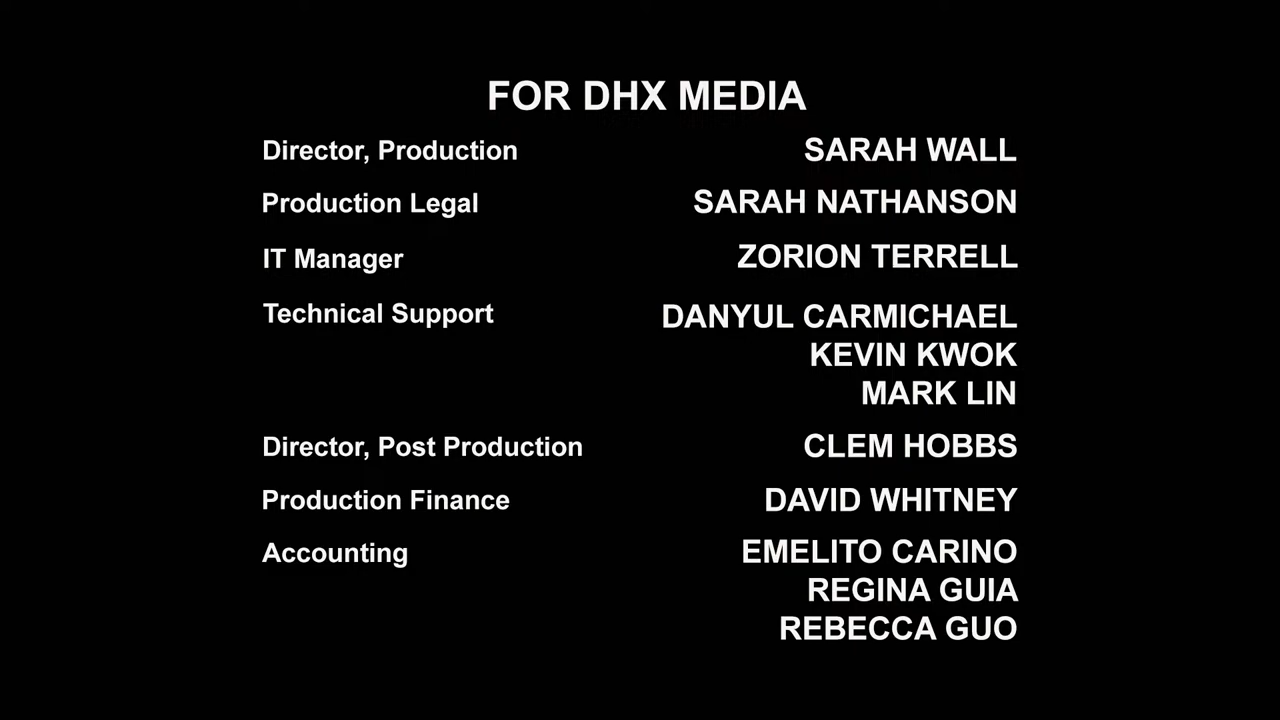 FOR DHX MEDIA
Director, Production SARAH WALL
Production Legal SARAH NATHANSON
IT Manager ZORION TERRELL
Technical Support DANYUL CARMICHAEL
KEVIN KWOK
MARK LIN
Director, Post Production CLEM HOBBS
Production Finance DAVID WHITNEY
Accounting EMELITO CARINO
REGINA GUIA
REBECCA GUO